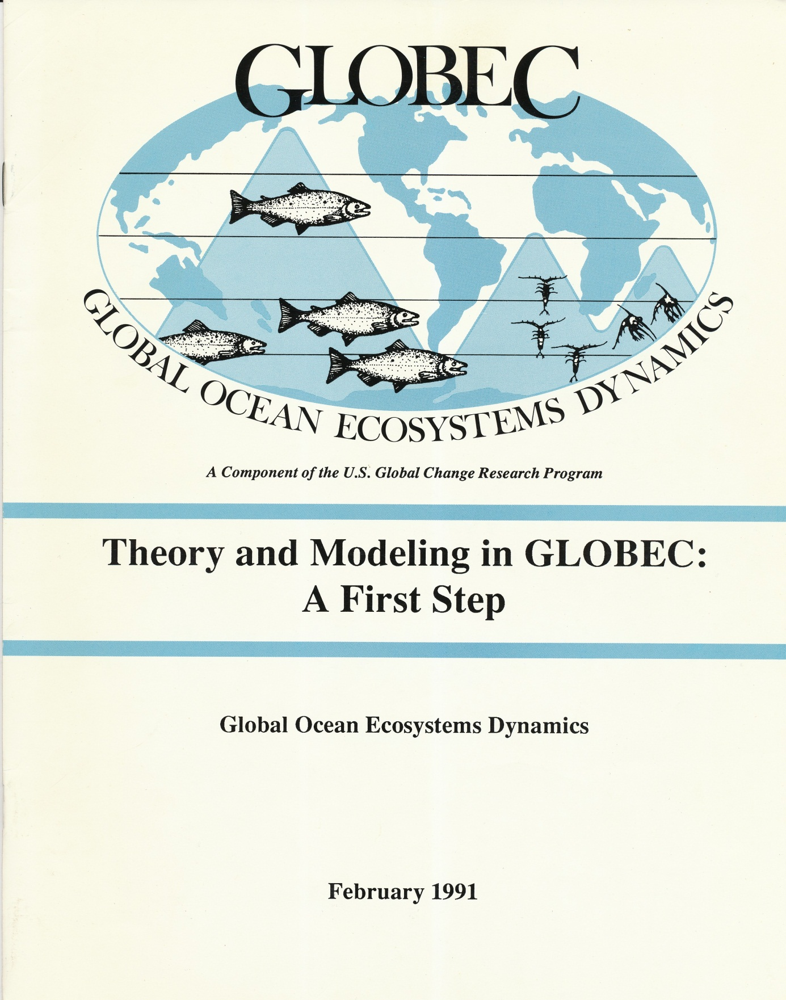 GLOBEC
GLOBAL OCEAN ECOSYSTEMS DYNAMICS
A Component of the U.S. Global Change Research Program
Theory and Modeling in GLOBEC:
A First Step
Global Ocean Ecosystems Dynamics
February 1991